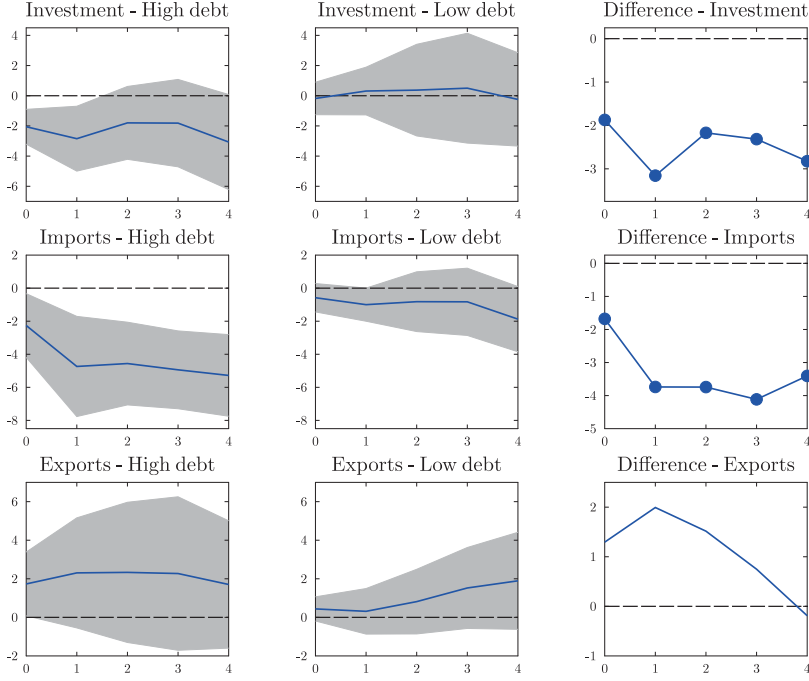 Investment - High debt
Investment - Low debt
Difference - Investment
4
2
0
-2
-4
-6
0 1 2 3 4
4
2
0
-2
-4
-6
0 1 2 3 4
0
-1
-2
-3
0 1 2 3 4
Imports - High debt
Imports - Low debt
Difference - Imports
2
0
-2
-4
-6
-8
0 1 2 3 4
2
0
-2
-4
-6
-8
0 1 2 3 4
0
-1
-2
-3
-4
-5
0 1 2 3 4
Exports - High debt
Exports - Low debt
Difference - Exports
6
4
2
0
-2
0 1 2 3 4
6
4
2
0
-2
0 1 2 3 4
2
1
0
-1
0 1 2 3 4